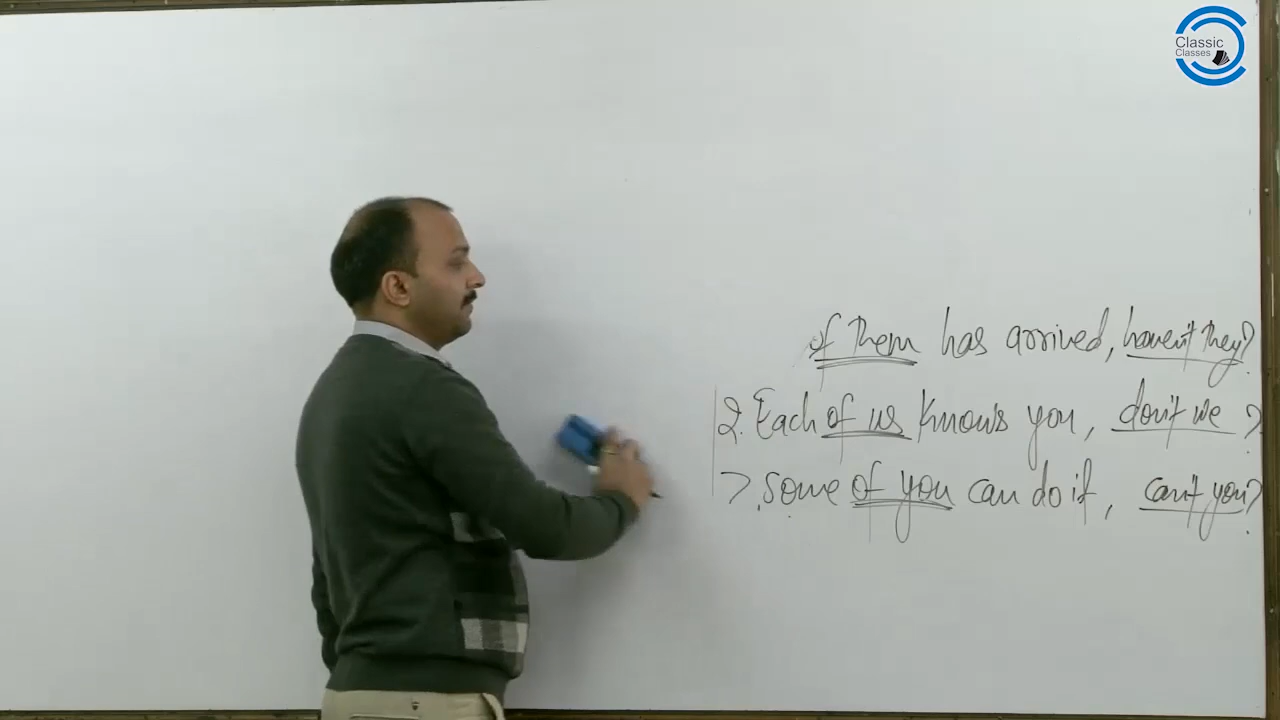 Classic
Classes
of Them has arrived, haven't they?
2. Each of us knows you, don't we ?
> some of you can do it, can't you?